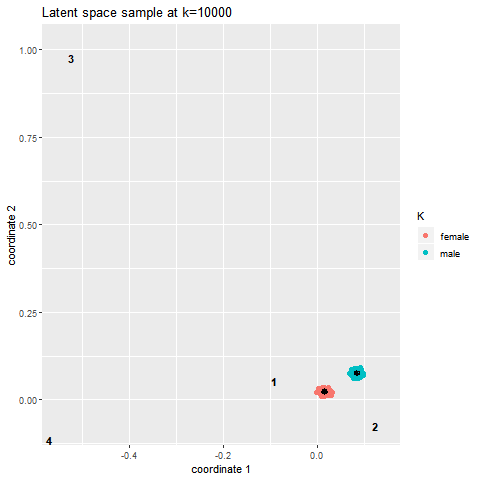 Latent space sample at k=10000
3
1.00
0.75
coordinate 2
0.50
0.25
0.00
1
2
4
-0.4
-0.2
0.0
coordinate 1
K
female
male